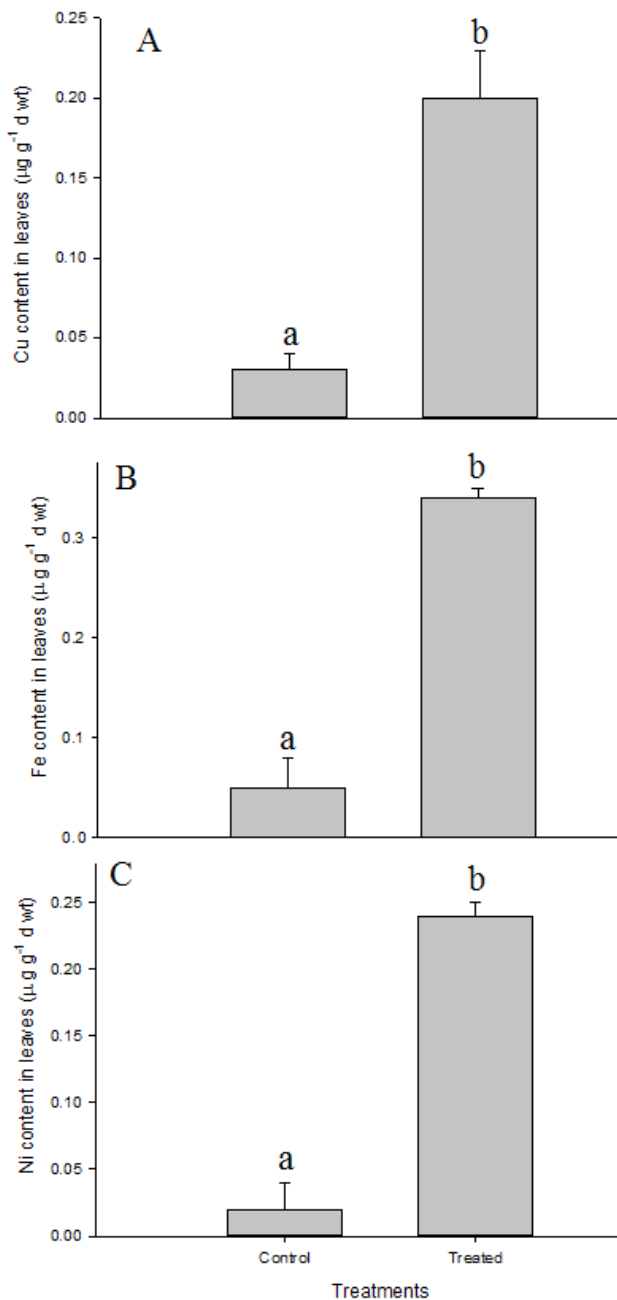 A
b
Cu content in leaves (µg g⁻¹ d wt)
0.20
0.15
0.10
0.05
0.00
a
B
b
Fe content in leaves (µg g⁻¹ d wt)
0.3
0.2
0.1
0.0
a
C
b
Ni content in leaves (µg g⁻¹ d wt)
0.25
0.20
0.15
0.10
0.05
0.00
a
Control Treated
Treatments